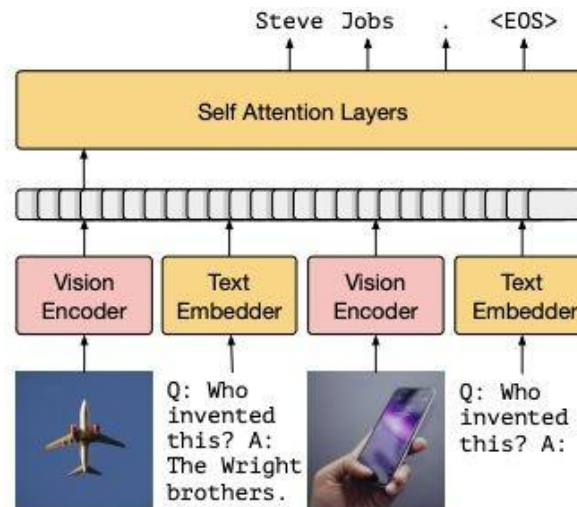 Steve Jobs . <EOS>
Self Attention Layers
Vision Encoder
Text Embedder
Vision Encoder
Text Embedder
Q: Who
invented
this? A:
The Wright
brothers.
Q: Who
invented
this? A: